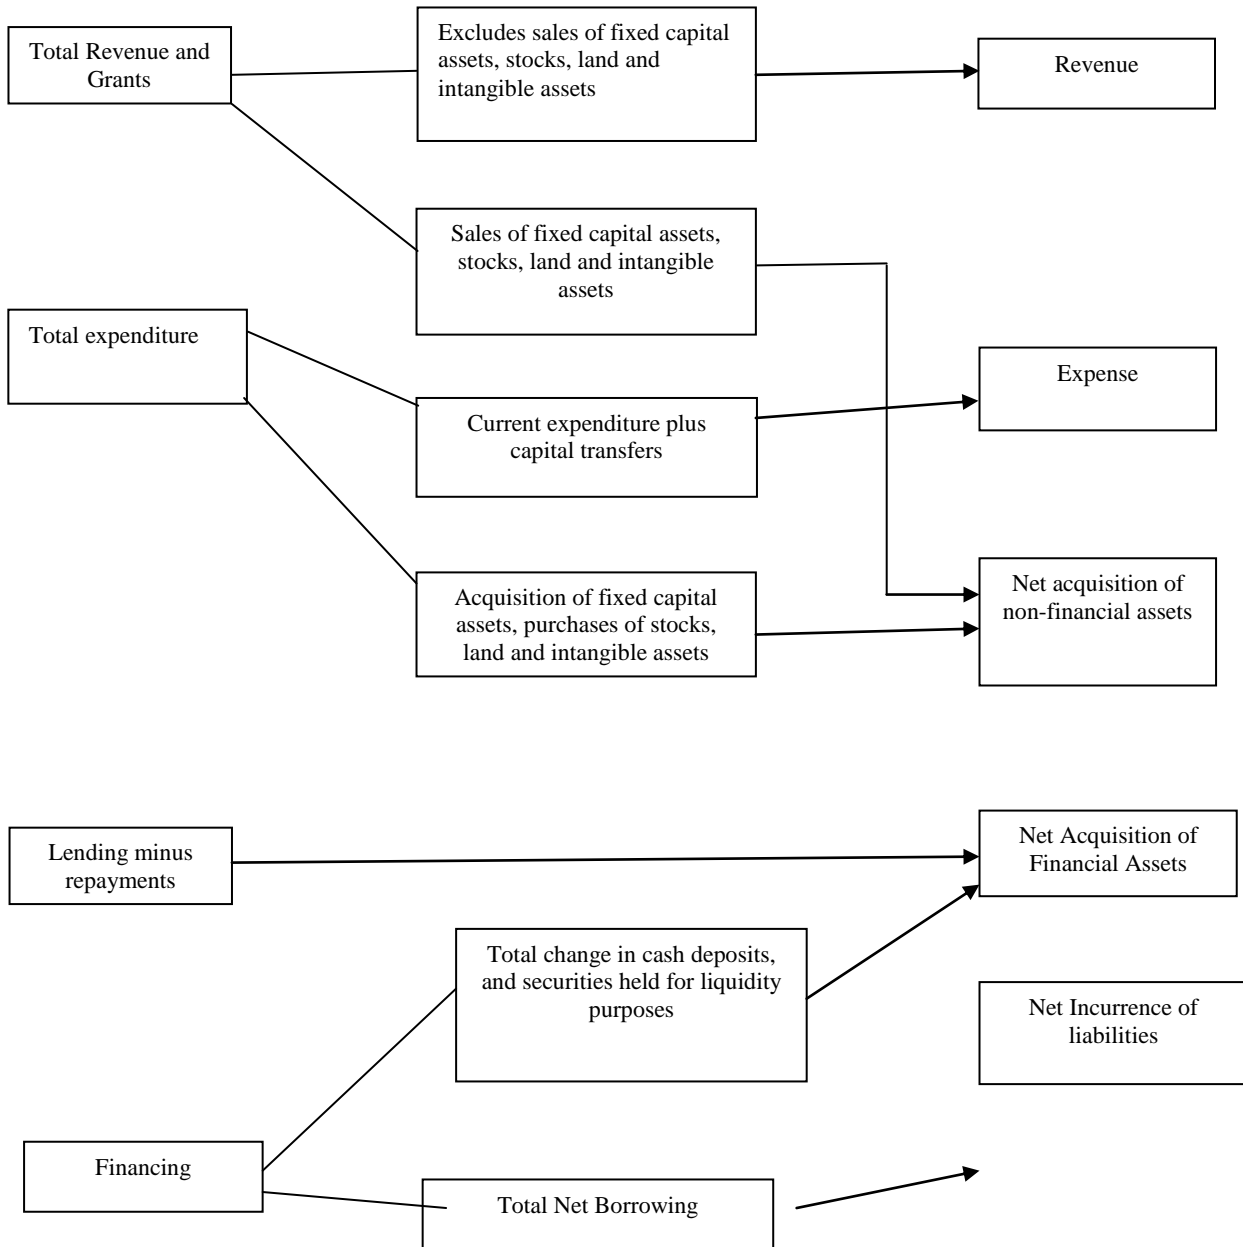 Total Revenue and
Grants
Excludes sales of fixed capital
assets, stocks, land and
intangible assets
Revenue
Sales of fixed capital assets,
stocks, land and intangible
assets
Total expenditure
Expense
Current expenditure plus
capital transfers
Acquisition of fixed capital
assets, purchases of stocks,
land and intangible assets
Net acquisition of
non-financial assets
Lending minus
repayments
Net Acquisition of
Financial Assets
Total change in cash deposits,
and securities held for liquidity
purposes
Net Incurrence of
liabilities
Financing
Total Net Borrowing